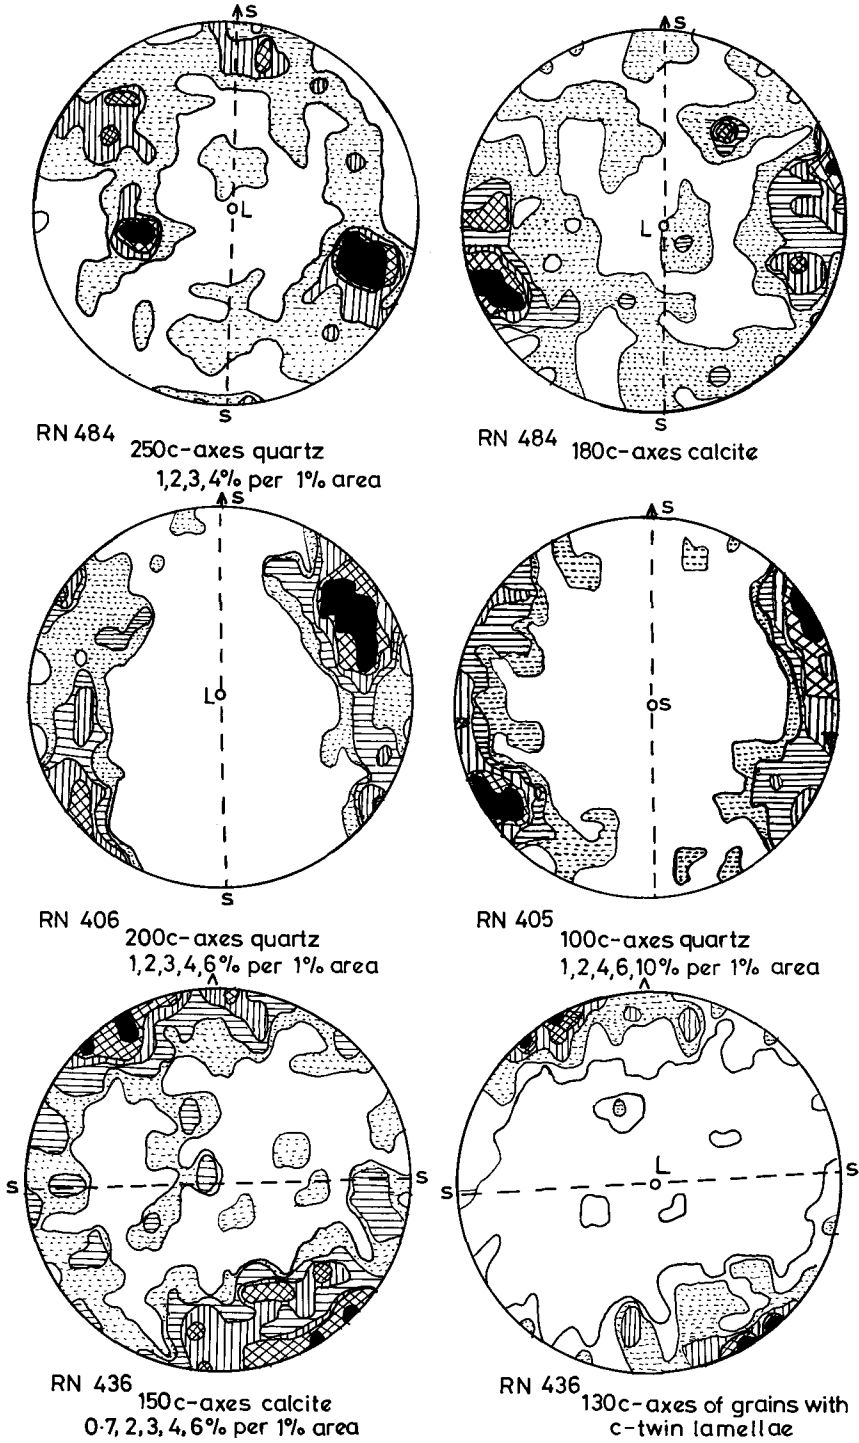 S
S
L
L
S
S
RN 484
250c-axes quartz
1,2,3,4% per 1% area
RN 484
180c-axes calcite
S
S
L
S
S
RN 406
200c-axes quartz
1,2,3,4,6% per 1% area
RN 405
100c-axes quartz
1,2,4,6,10% per 1% area
S
S
L
S
S
RN 436
150c-axes calcite
0·7, 2, 3, 4, 6% per 1% area
RN 436
130c-axes of grains with
c-twin lamellae